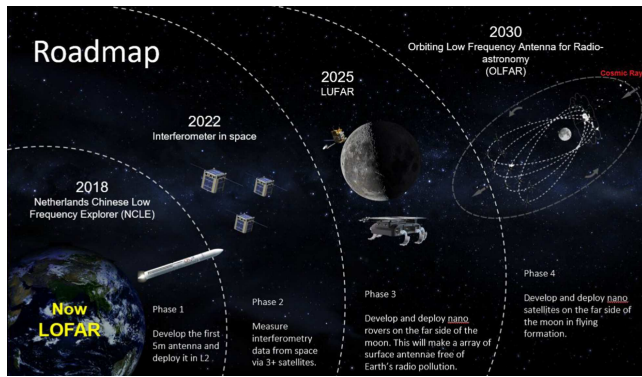 Roadmap
2030
Orbiting Low Frequency Antenna for Radio-
astronomy
(OLFAR)
Cosmic Ray
2025
LUFAR
2022
Interferometer in space
2018
Netherlands Chinese Low
Frequency Explorer (NCLE)
Now
LOFAR
Phase 1
Develop the first
5m antenna and
deploy it in L2 .
Phase 2
Measure
interferometry
data from space
via 3+ satellites.
Phase 3
Develop and deploy nano
rovers on the far side of the
moon. This will make a array of
surface antennae free of
Earth's radio pollution.
Phase 4
Develop and deploy nano
satellites on the far side of
the moon in flying
formation.